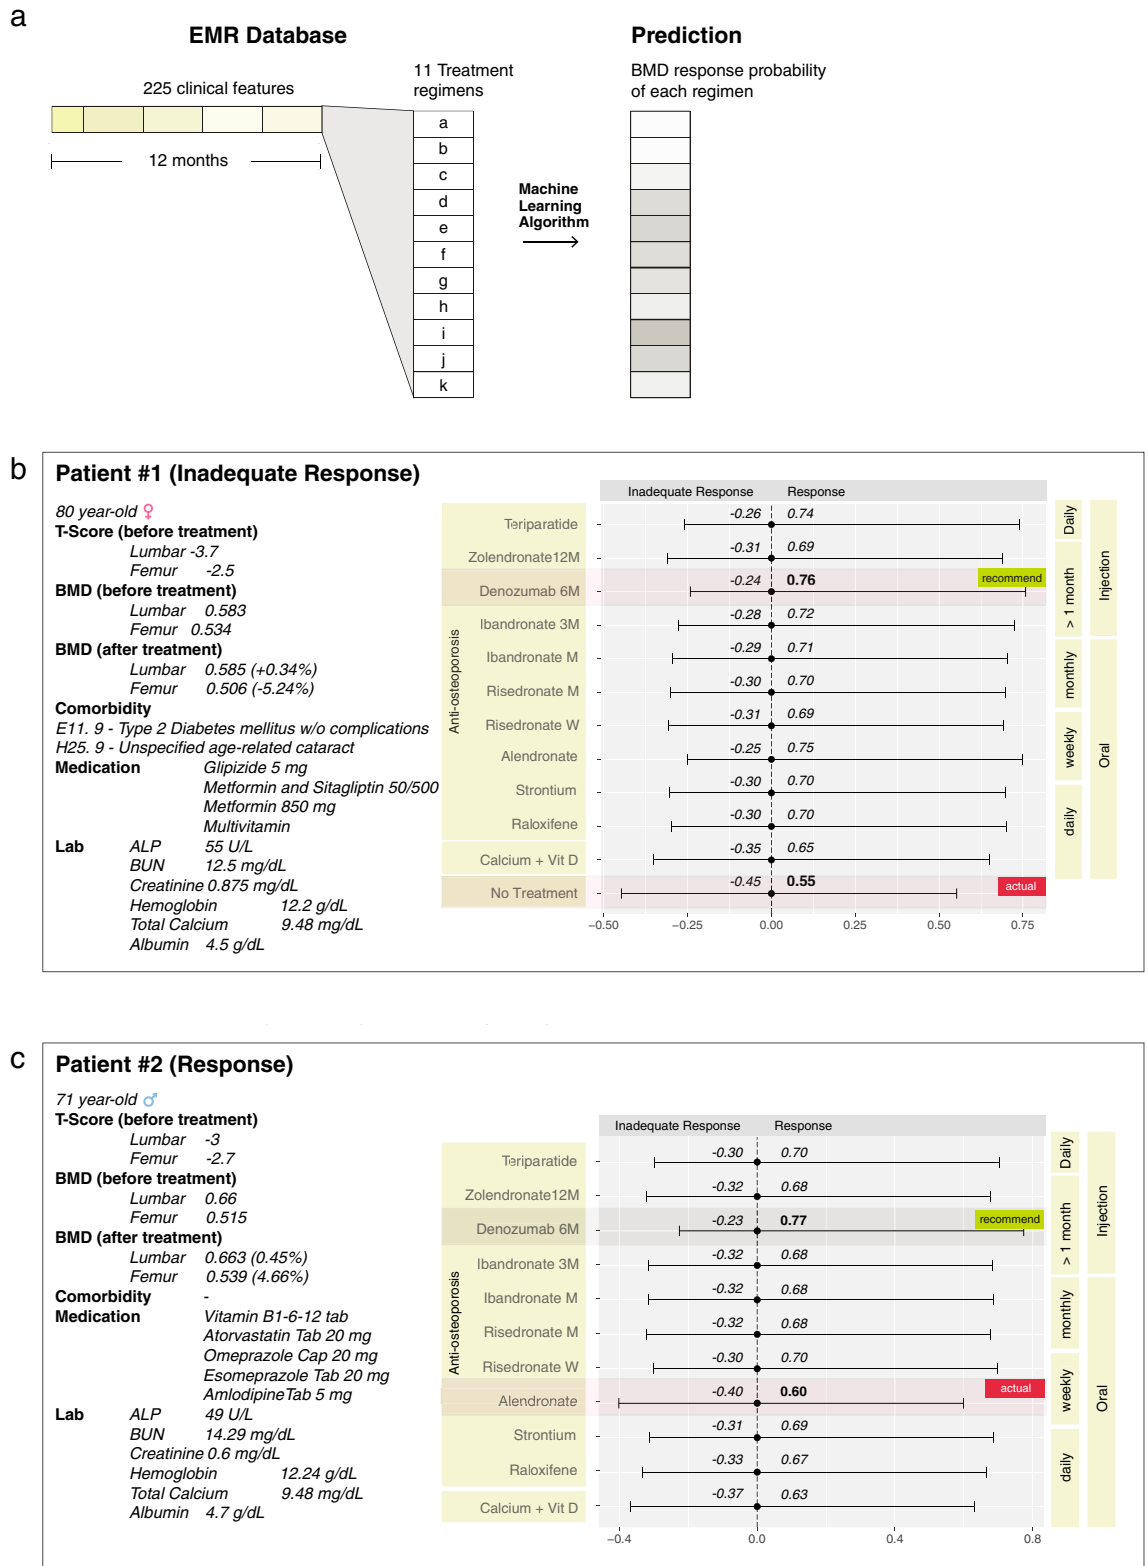 a
EMR Database
Prediction
225 clinical features
11 Treatment
regimens
BMD response probability
of each regimen
12 months
a
b
c
d
e
f
g
h
i
j
k
Machine
Learning
Algorithm
b
Patient #1 (Inadequate Response)
80 year-old ♀
T-Score (before treatment)
Lumbar -3.7
Femur -2.5
BMD (before treatment)
Lumbar 0.583
Femur 0.534
BMD (after treatment)
Lumbar 0.585 (+0.34%)
Femur 0.506 (-5.24%)
Comorbidity
E11. 9 - Type 2 Diabetes mellitus w/o complications
H25. 9 - Unspecified age-related cataract
Medication Glipizide 5 mg
Metformin and Sitagliptin 50/500
Metformin 850 mg
Multivitamin
Lab ALP 55 U/L
BUN 12.5 mg/dL
Creatinine 0.875 mg/dL
Hemoglobin 12.2 g/dL
Total Calcium 9.48 mg/dL
Albumin 4.5 g/dL
Inadequate Response Response
Teriparatide -0.26 0.74
Zolendronate12M -0.31 0.69
Denozumab 6M -0.24 0.76 recommend
Ibandronate 3M -0.28 0.72
Ibandronate M -0.29 0.71
Risedronate M -0.30 0.70
Risedronate W -0.31 0.69
Alendronate -0.25 0.75
Strontium -0.30 0.70
Raloxifene -0.30 0.70
Calcium + Vit D -0.35 0.65
No Treatment -0.45 0.55 actual
-0.50 -0.25 0.00 0.25 0.50 0.75
Anti-osteoporosis
Daily
> 1 month
monthly
weekly
daily
Injection
Oral
c
Patient #2 (Response)
71 year-old ♂
T-Score (before treatment)
Lumbar -3
Femur -2.7
BMD (before treatment)
Lumbar 0.66
Femur 0.515
BMD (after treatment)
Lumbar 0.663 (0.45%)
Femur 0.539 (4.66%)
Comorbidity -
Medication Vitamin B1-6-12 tab
Atorvastatin Tab 20 mg
Omeprazole Cap 20 mg
Esomeprazole Tab 20 mg
AmlodipineTab 5 mg
Lab ALP 49 U/L
BUN 14.29 mg/dL
Creatinine 0.6 mg/dL
Hemoglobin 12.24 g/dL
Total Calcium 9.48 mg/dL
Albumin 4.7 g/dL
Inadequate Response Response
Teriparatide -0.30 0.70
Zolendronate12M -0.32 0.68
Denozumab 6M -0.23 0.77 recommend
Ibandronate 3M -0.32 0.68
Ibandronate M -0.32 0.68
Risedronate M -0.32 0.68
Risedronate W -0.30 0.70
Alendronate -0.40 0.60 actual
Strontium -0.31 0.69
Raloxifene -0.33 0.67
Calcium + Vit D -0.37 0.63
-0.4 0.0 0.4 0.8
Anti-osteoporosis
Daily
> 1 month
monthly
weekly
daily
Injection
Oral